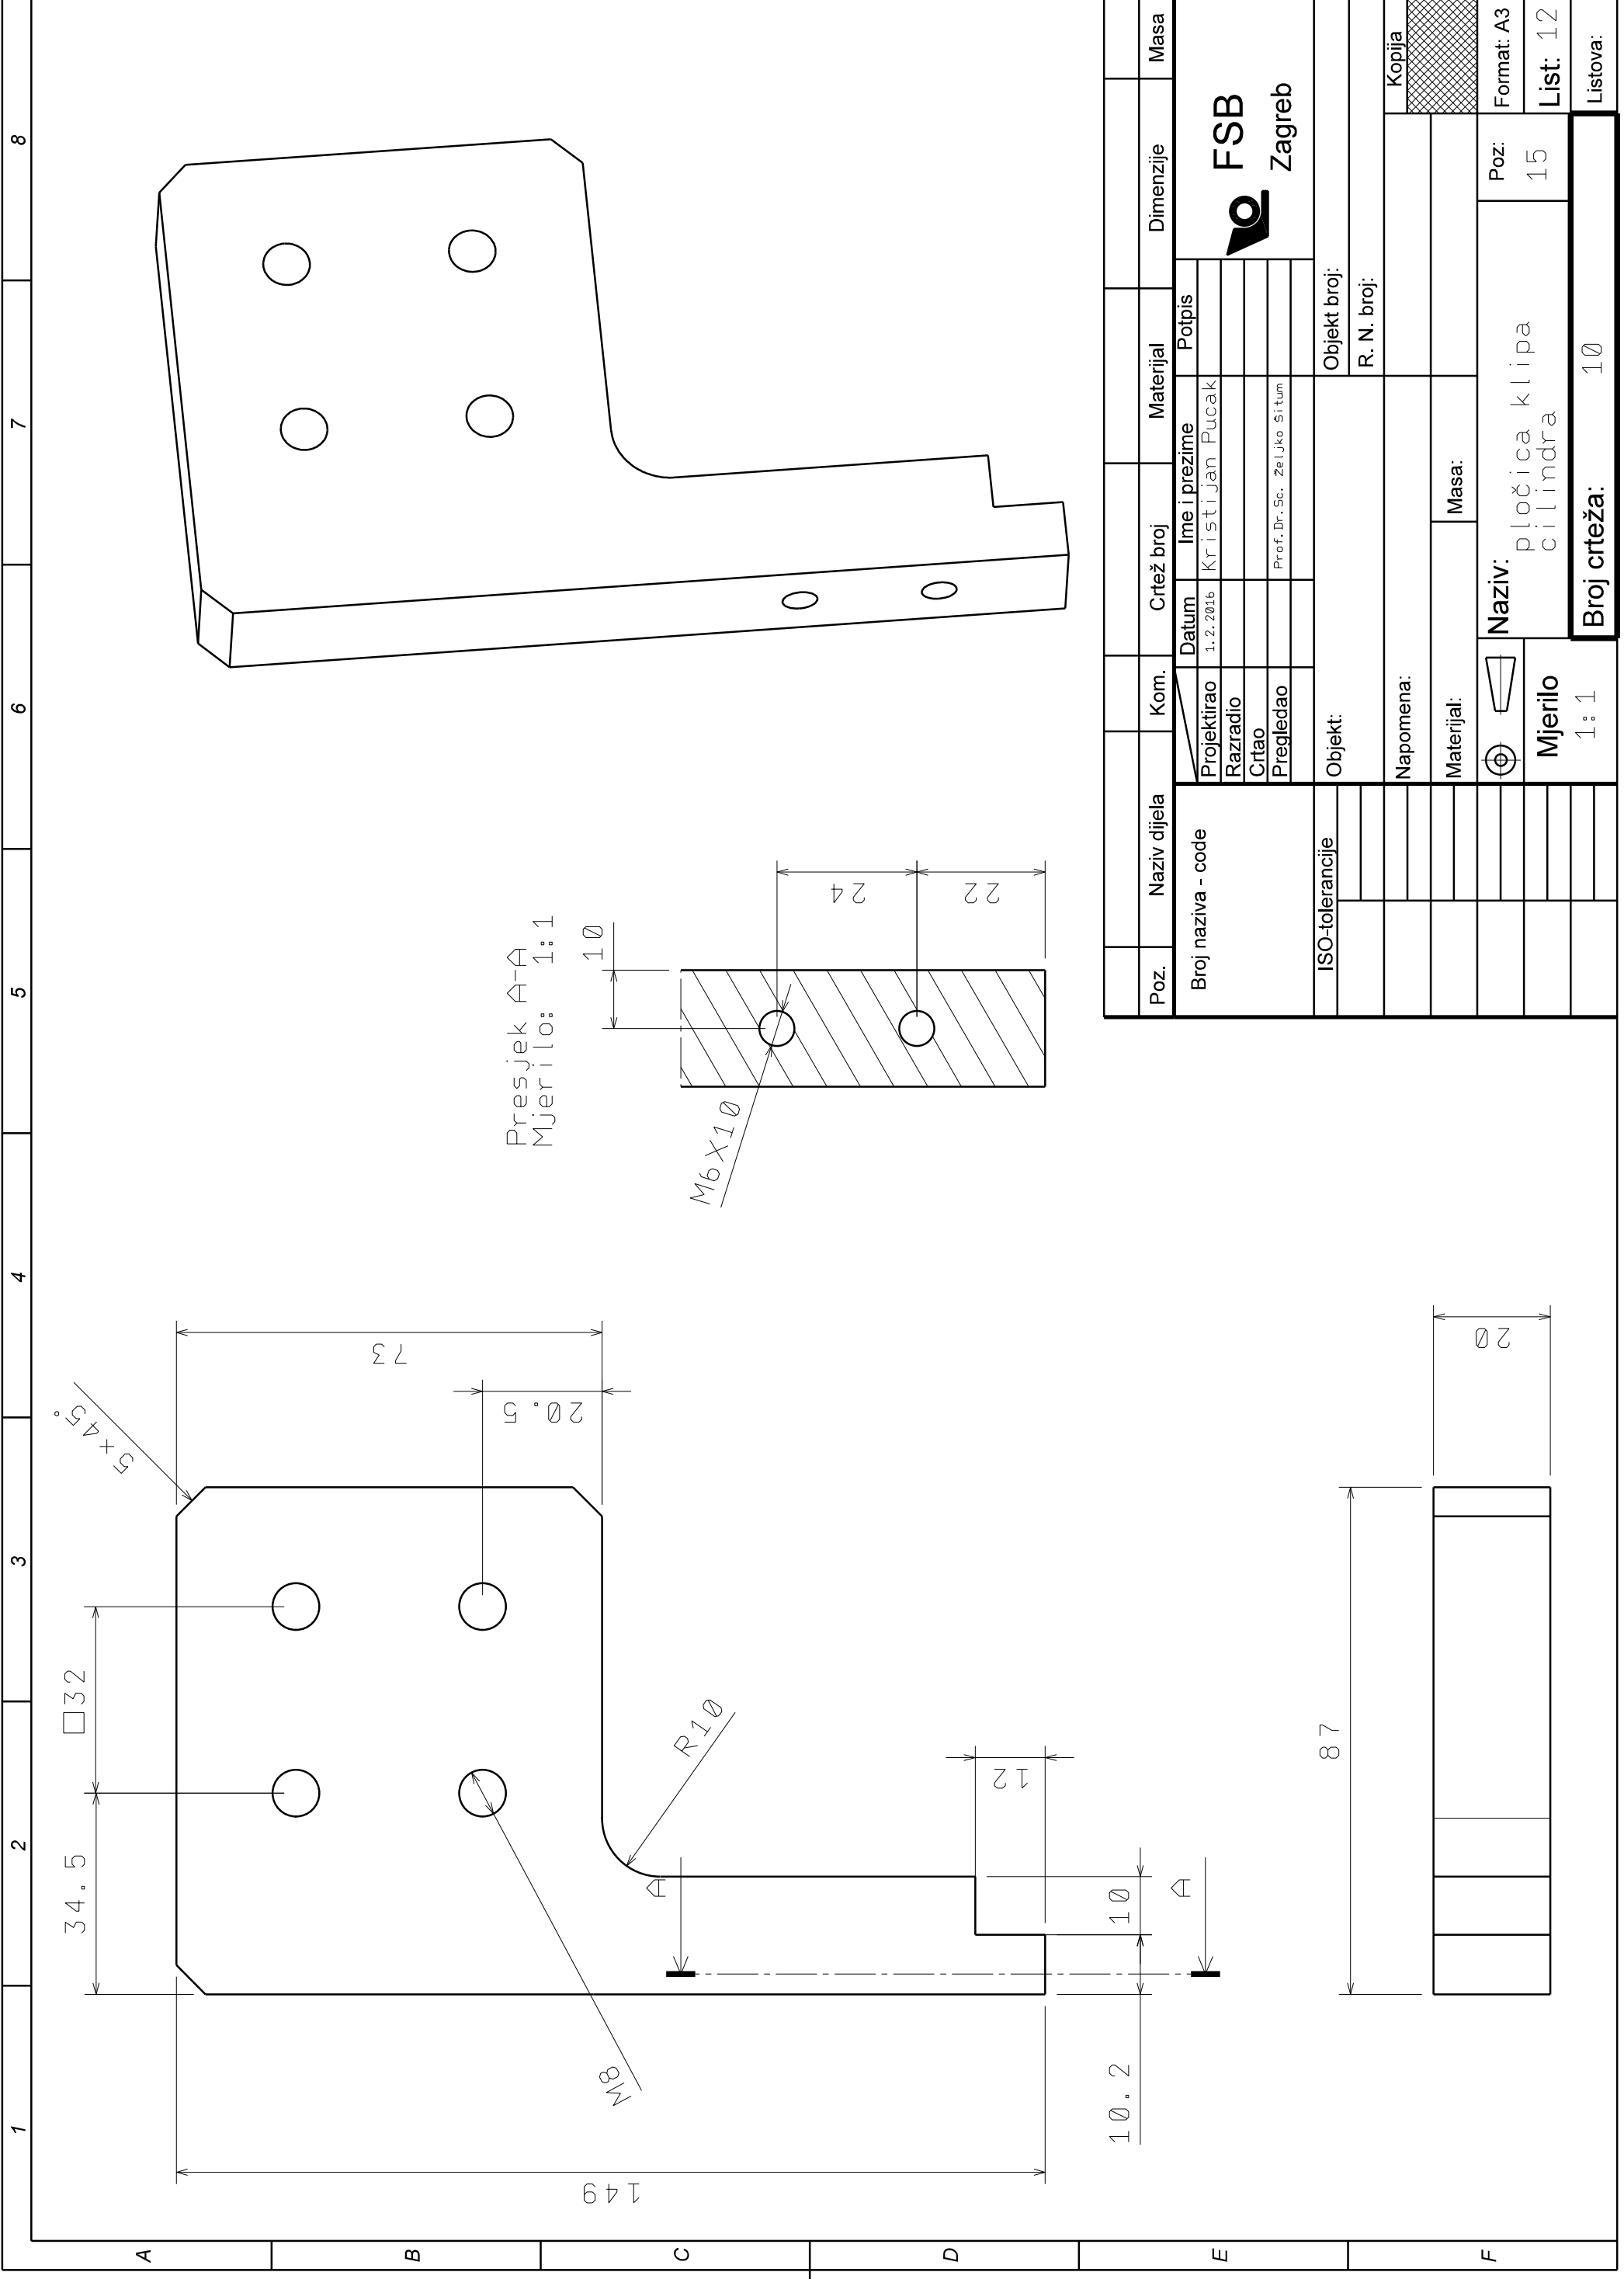 1 2 3 4 5 6 7 8
A
B
C
D
E
F
149
34.5
□32
5x45°
73
20.5
M8
R10
A
A
12
10
10.2
87
20
Presjek A-A
Mjerilo: 1:1
10
M6X10
24
22
Poz. Naziv dijela Kom. Crtež broj Materijal Dimenzije Masa
Broj naziva - code
Datum Ime i prezime Potpis
Projektirao 1.2.2016 Kristijan Pucak
Razradio
Crtao
Pregledao Prof.Dr.Sc. Željko Šitum
FSB
Zagreb
ISO-tolerancije
Objekt:
Objekt broj:
R. N. broj:
Napomena:
Kopija
Materijal:
Masa:
Naziv:
pločica klipa
cilindra
Poz:
15
Format: A3
List: 12
Listova:
Mjerilo
1:1
Broj crteža: 10